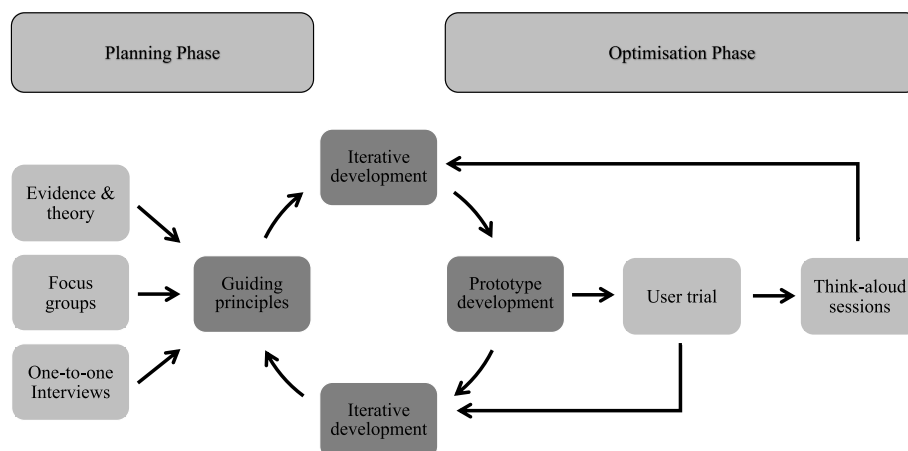 Planning Phase
Optimisation Phase
Iterative
development
Evidence &
theory
Focus
groups
Guiding
principles
Prototype
development
User trial
Think-aloud
sessions
One-to-one
Interviews
Iterative
development